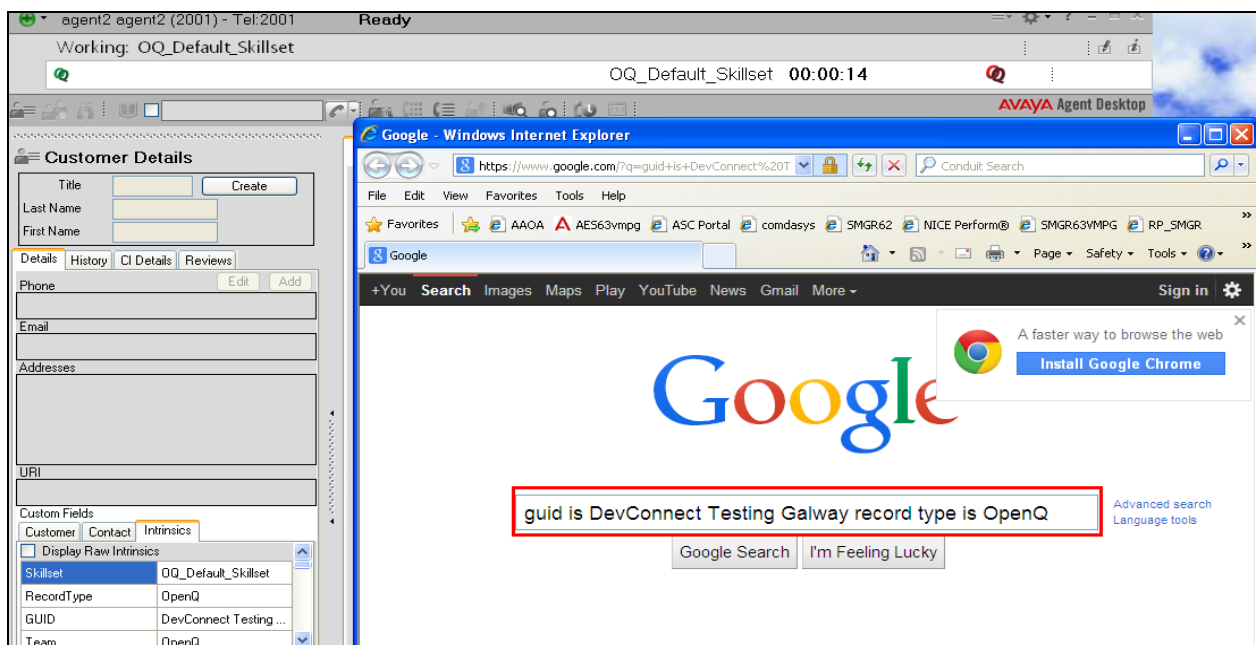 agent2 agent2 (2001) - Tel:2001 Ready
Working: OQ_Default_Skillset
OQ_Default_Skillset 00:00:14
AVAYA Agent Desktop
Customer Details
Title Create
Last Name
First Name
Details History CI Details Reviews
Phone Edit Add
Email
Addresses
URI
Custom Fields
Customer Contact Intrinsics
Display Raw Intrinsics
Skillset OQ_Default_Skillset
RecordType OpenQ
GUID DevConnect Testing ...
Team OpenQ
Google - Windows Internet Explorer
https://www.google.com/?q=guid+is+DevConnect%20T Conduit Search
File Edit View Favorites Tools Help
Favorites AAOA AES63vmpg ASC Portal comdasys SMGR62 NICE Perform® SMGR63VMPG RP_SMGR »
Google Page Safety Tools »
+You Search Images Maps Play YouTube News Gmail More Sign in
A faster way to browse the web
Install Google Chrome
Google
guid is DevConnect Testing Galway record type is OpenQ
Advanced search
Language tools
Google Search I'm Feeling Lucky